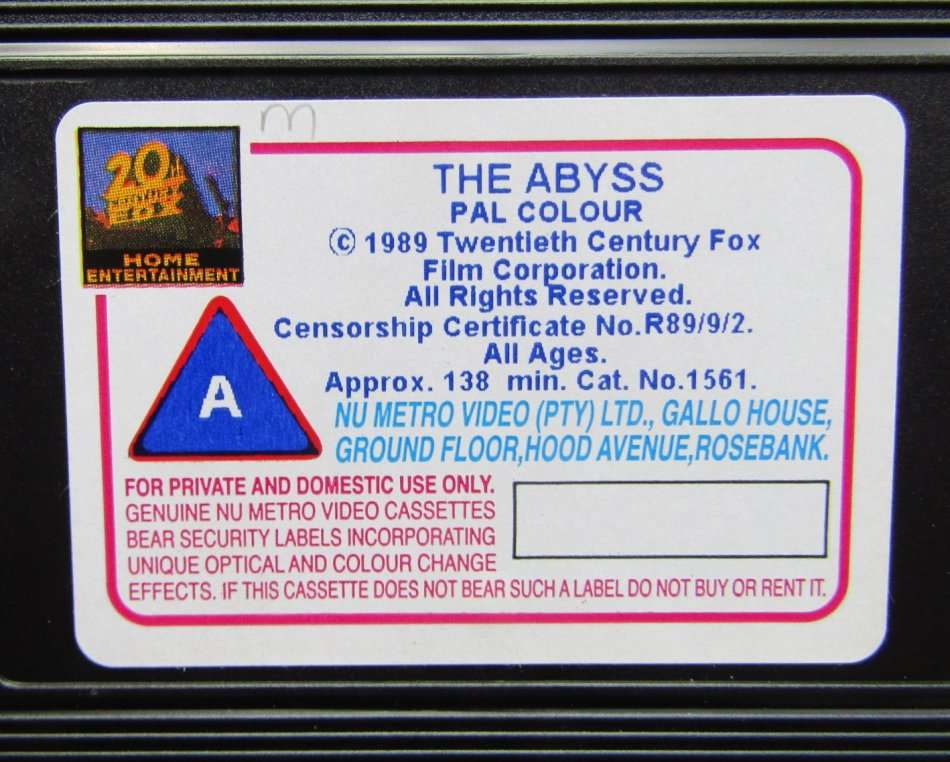 m
20th
CENTURY
FOX
HOME
ENTERTAINMENT
THE ABYSS
PAL COLOUR
© 1989 Twentieth Century Fox
Film Corporation.
All Rights Reserved.
Censorship Certificate No.R89/9/2.
All Ages.
Approx. 138 min. Cat. No.1561.
A
NU METRO VIDEO (PTY) LTD., GALLO HOUSE,
GROUND FLOOR,HOOD AVENUE,ROSEBANK.
FOR PRIVATE AND DOMESTIC USE ONLY.
GENUINE NU METRO VIDEO CASSETTES
BEAR SECURITY LABELS INCORPORATING
UNIQUE OPTICAL AND COLOUR CHANGE
EFFECTS. IF THIS CASSETTE DOES NOT BEAR SUCH A LABEL DO NOT BUY OR RENT IT.